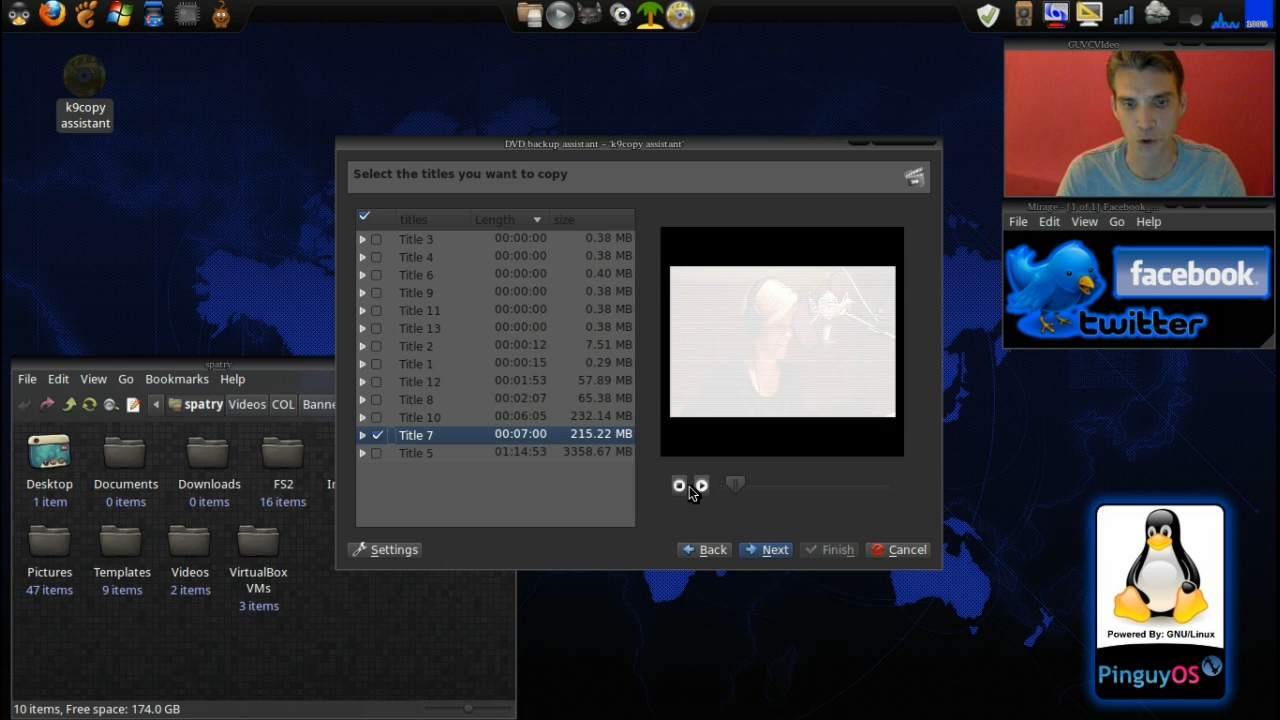 100%
k9copy
assistant
GUVCVideo
DVD backup assistant - 'k9copy assistant'
Select the titles you want to copy
titles Length size
Title 3 00:00:00 0.38 MB
Title 4 00:00:00 0.38 MB
Title 6 00:00:00 0.40 MB
Title 9 00:00:00 0.38 MB
Title 11 00:00:00 0.38 MB
Title 13 00:00:00 0.38 MB
Title 2 00:00:12 7.51 MB
Title 1 00:00:15 0.29 MB
Title 12 00:01:53 57.89 MB
Title 8 00:02:07 65.38 MB
Title 10 00:06:05 232.14 MB
Title 7 00:07:00 215.22 MB
Title 5 01:14:53 3358.67 MB
Settings
Back Next Finish Cancel
Mirage - [1 of 1] Facebook_...
File Edit View Go Help
facebook.
twitter
spatry
File Edit View Go Bookmarks Help
spatry Videos COL Banne
Desktop Documents Downloads FS2
1 item 0 items 0 items 16 items
Pictures Templates Videos VirtualBox
VMs
47 items 9 items 2 items 3 items
10 items, Free space: 174.0 GB
Powered By: GNU/Linux
PinguyOS